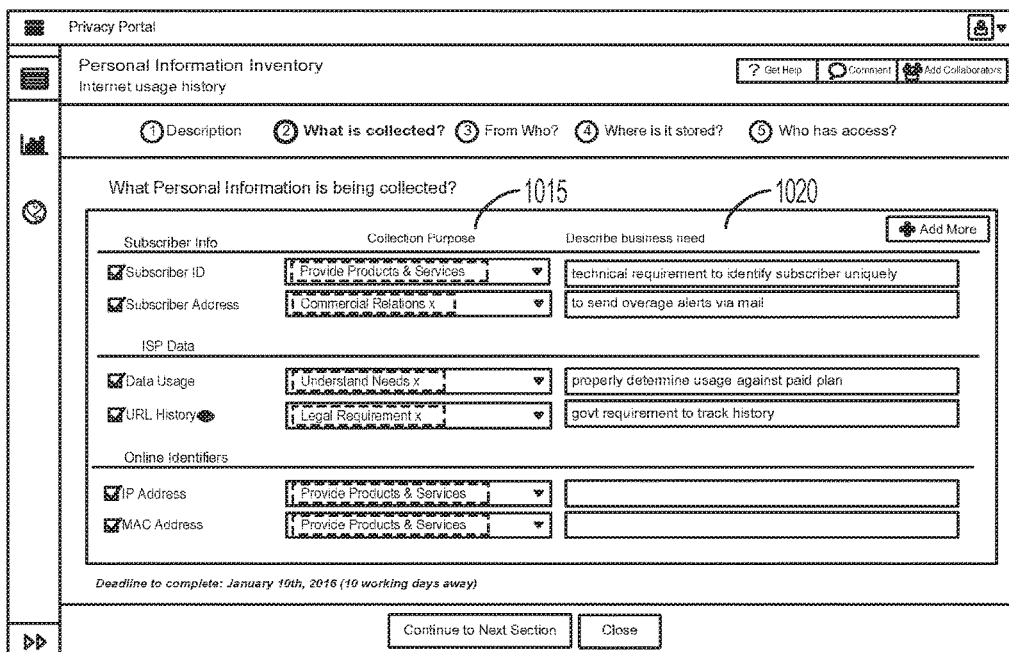 Privacy Portal
Personal Information Inventory
Internet usage history
? Get Help Comment Add Collaborators
1 Description 2 What is collected? 3 From Who? 4 Where is it stored? 5 Who has access?
What Personal Information is being collected?
1015
1020
Add More
Subscriber Info Collection Purpose Describe business need
Subscriber ID Provide Products & Services technical requirement to identify subscriber uniquely
Subscriber Address Commercial Relations x to send overage alerts via mail
ISP Data
Data Usage Understand Needs x properly determine usage against paid plan
URL History Legal Requirement x govt requirement to track history
Online Identifiers
IP Address Provide Products & Services
MAC Address Provide Products & Services
Deadline to complete: January 10th, 2016 (10 working days away)
Continue to Next Section Close